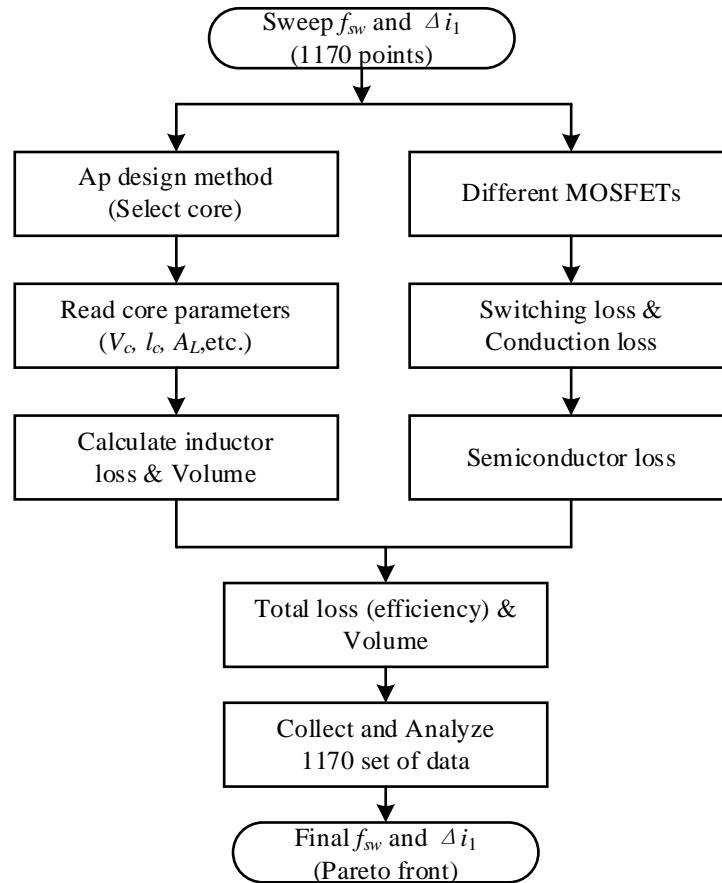 Sweep f_sw and Δi_1
(1170 points)
Ap design method
(Select core)
Read core parameters
(V_c, l_c, A_L,etc.)
Calculate inductor
loss & Volume
Different MOSFETs
Switching loss &
Conduction loss
Semiconductor loss
Total loss (efficiency) &
Volume
Collect and Analyze
1170 set of data
Final f_sw and Δi_1
(Pareto front)